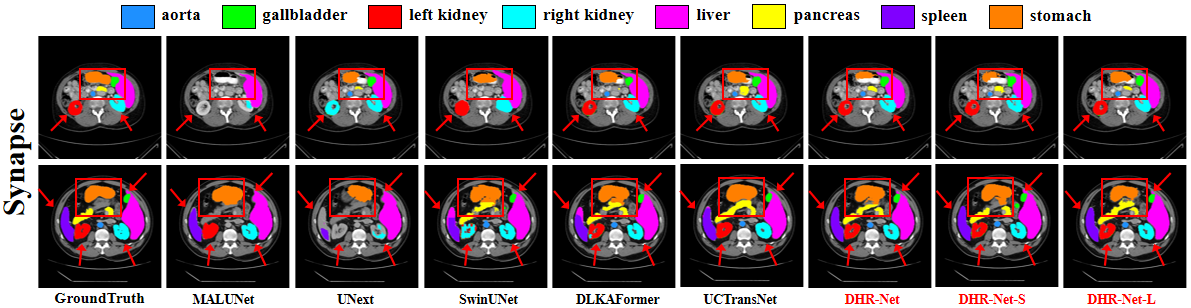 aorta gallbladder left kidney right kidney liver pancreas spleen stomach
Synapse
GroundTruth MALUNet UNext SwinUNet DLKAFormer UCTransNet DHR-Net DHR-Net-S DHR-Net-L